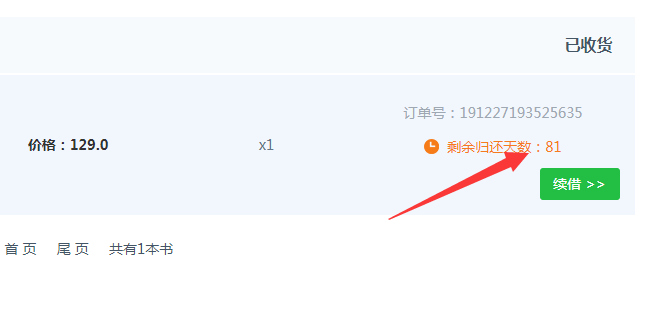 已收货
订单号：191227193525635
价格：129.0 x1 剩余归还天数：81
续借 >>
首 页 尾 页 共有1本书